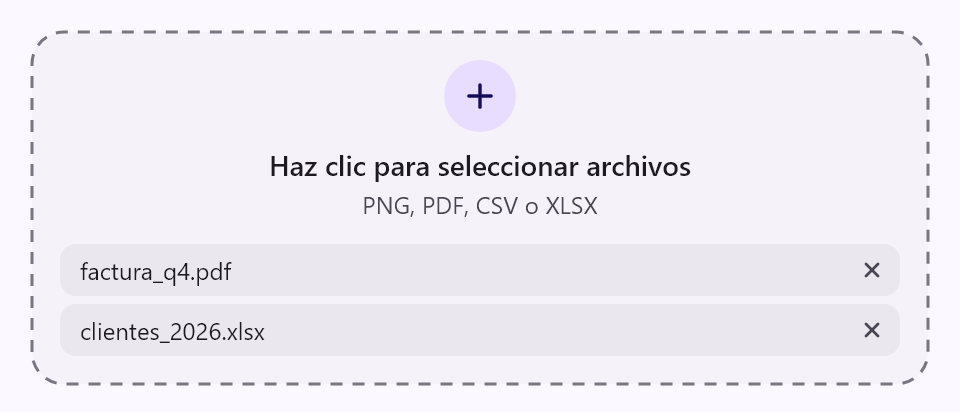 Haz clic para seleccionar archivos
PNG, PDF, CSV o XLSX
factura_q4.pdf
clientes_2026.xlsx